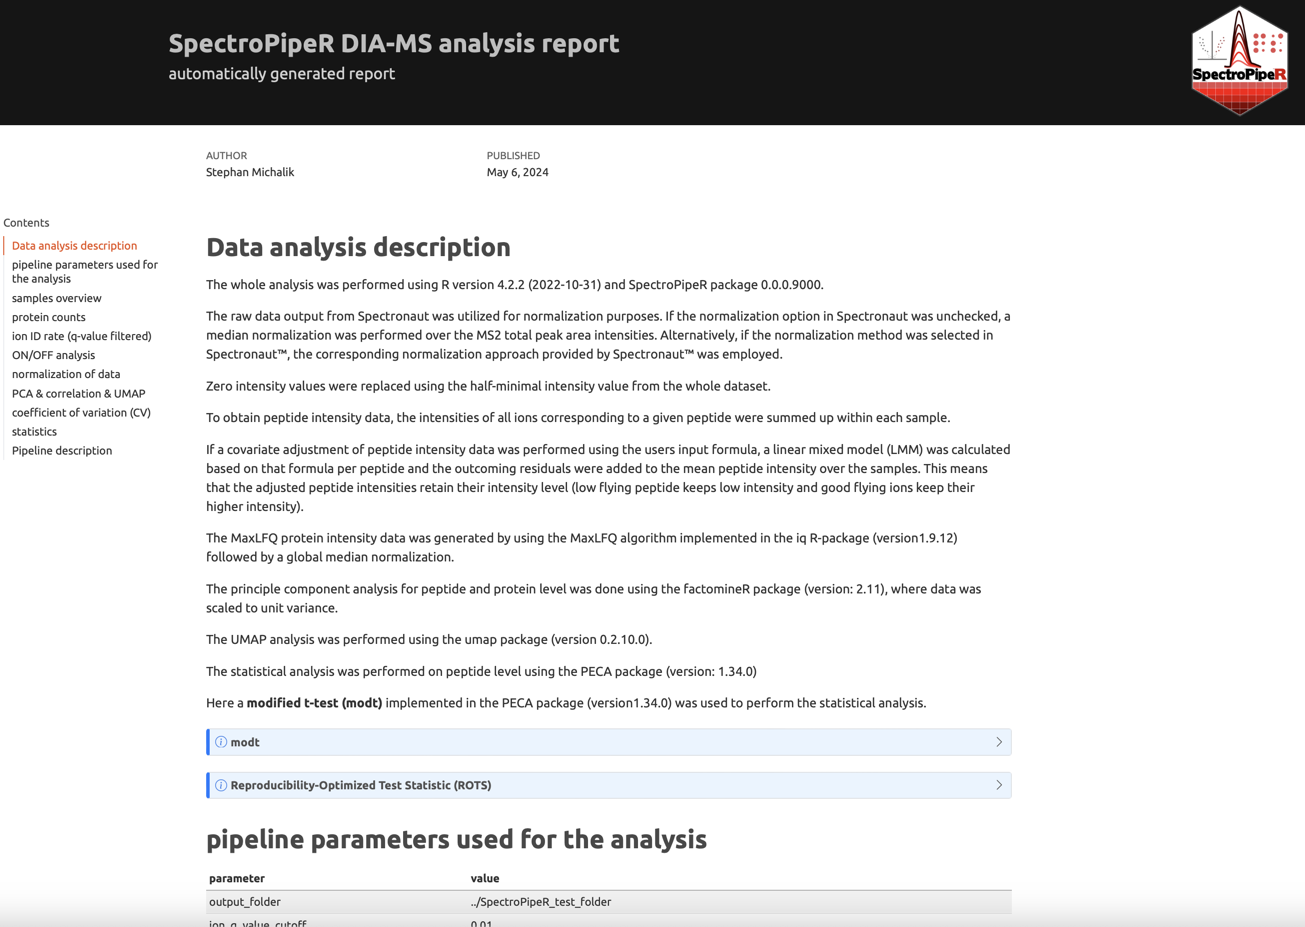 SpectroPipeR DIA-MS analysis report
automatically generated report
SpectroPipeR
AUTHOR
Stephan Michalik
PUBLISHED
May 6, 2024
Contents
Data analysis description
pipeline parameters used for
the analysis
samples overview
protein counts
ion ID rate (q-value filtered)
ON/OFF analysis
normalization of data
PCA & correlation & UMAP
coefficient of variation (CV)
statistics
Pipeline description
Data analysis description
The whole analysis was performed using R version 4.2.2 (2022-10-31) and SpectroPipeR package 0.0.0.9000.
The raw data output from Spectronaut was utilized for normalization purposes. If the normalization option in Spectronaut was unchecked, a
median normalization was performed over the MS2 total peak area intensities. Alternatively, if the normalization method was selected in
Spectronaut™, the corresponding normalization approach provided by Spectronaut™ was employed.
Zero intensity values were replaced using the half-minimal intensity value from the whole dataset.
To obtain peptide intensity data, the intensities of all ions corresponding to a given peptide were summed up within each sample.
If a covariate adjustment of peptide intensity data was performed using the users input formula, a linear mixed model (LMM) was calculated
based on that formula per peptide and the outcoming residuals were added to the mean peptide intensity over the samples. This means
that the adjusted peptide intensities retain their intensity level (low flying peptide keeps low intensity and good flying ions keep their
higher intensity).
The MaxLFQ protein intensity data was generated by using the MaxLFQ algorithm implemented in the iq R-package (version1.9.12)
followed by a global median normalization.
The principle component analysis for peptide and protein level was done using the factomineR package (version: 2.11), where data was
scaled to unit variance.
The UMAP analysis was performed using the umap package (version 0.2.10.0).
The statistical analysis was performed on peptide level using the PECA package (version: 1.34.0)
Here a modified t-test (modt) implemented in the PECA package (version1.34.0) was used to perform the statistical analysis.
modt
Reproducibility-Optimized Test Statistic (ROTS)
pipeline parameters used for the analysis
parameter value
output_folder ../SpectroPipeR_test_folder
ion_q_value_cutoff 0.01